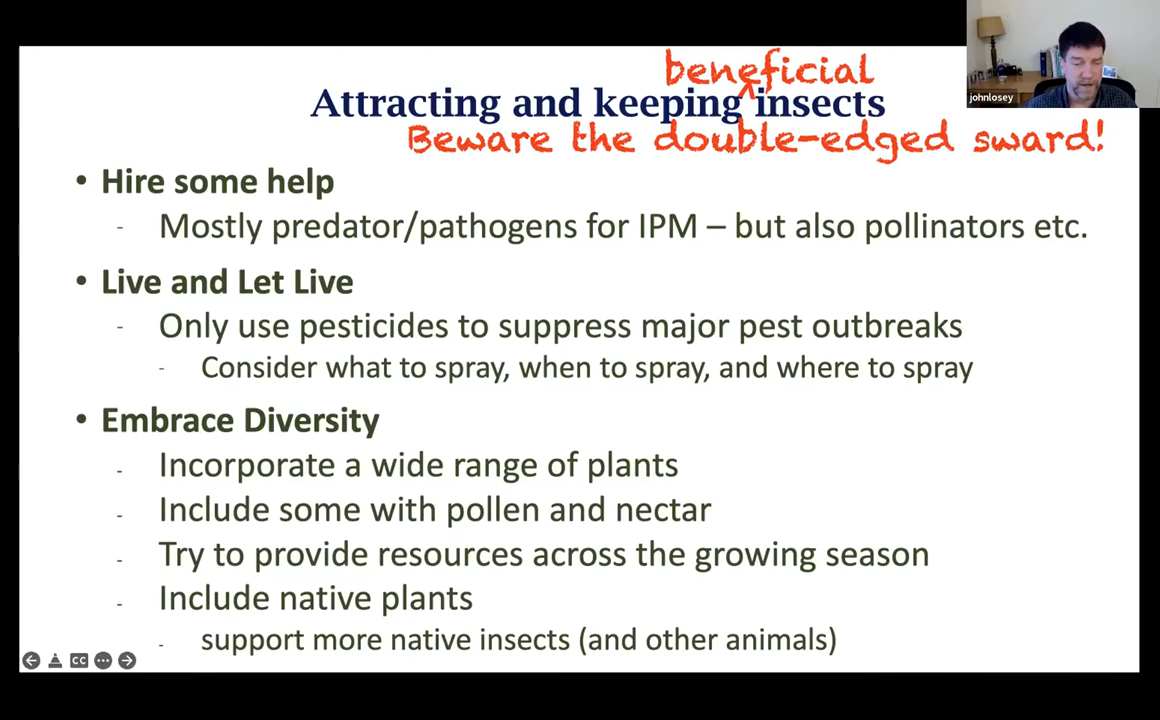 beneficial
Attracting and keeping insects
Beware the double-edged sward!
johnlosey
• Hire some help
- Mostly predator/pathogens for IPM – but also pollinators etc.
• Live and Let Live
- Only use pesticides to suppress major pest outbreaks
- Consider what to spray, when to spray, and where to spray
• Embrace Diversity
- Incorporate a wide range of plants
- Include some with pollen and nectar
- Try to provide resources across the growing season
- Include native plants
- support more native insects (and other animals)
CC